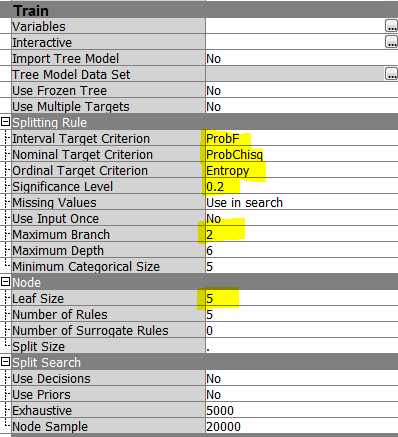 Train
Variables ...
Interactive ...
Import Tree Model No
Tree Model Data Set ...
Use Frozen Tree No
Use Multiple Targets No
Splitting Rule
Interval Target Criterion ProbF
Nominal Target Criterion ProbChisq
Ordinal Target Criterion Entropy
Significance Level 0.2
Missing Values Use in search
Use Input Once No
Maximum Branch 2
Maximum Depth 6
Minimum Categorical Size 5
Node
Leaf Size 5
Number of Rules 5
Number of Surrogate Rules 0
Split Size .
Split Search
Use Decisions No
Use Priors No
Exhaustive 5000
Node Sample 20000